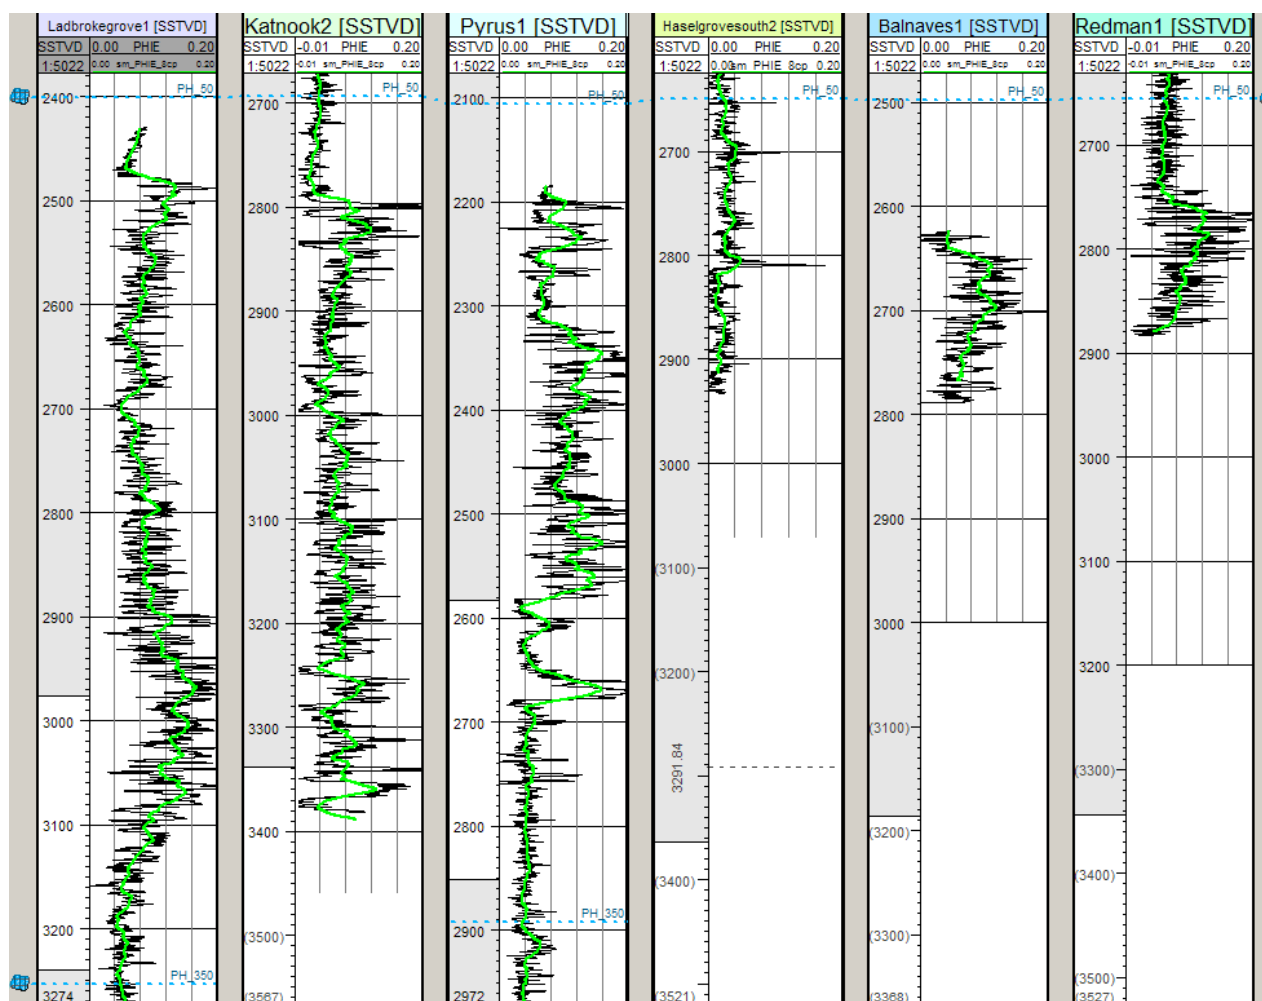 Ladbrokegrove1 [SSTVD]
SSTVD 0.00 PHIE 0.20
1:5022 0.00 sm_PHIE_8cp 0.20
PH_50
2400
2500
2600
2700
2800
2900
3000
3100
3200
PH_350
3274
Katnook2 [SSTVD]
SSTVD -0.01 PHIE 0.20
1:5022 -0.01 sm_PHIE_8cp 0.20
PH_50
2700
2800
2900
3000
3100
3200
3300
3400
(3500)
(3567)
Pyrus1 [SSTVD]
SSTVD 0.00 PHIE 0.20
1:5022 0.00 sm_PHIE_8cp 0.20
PH_50
2100
2200
2300
2400
2500
2600
2700
2800
PH_350
2900
2972
Haselgrovesouth2 [SSTVD]
SSTVD 0.00 PHIE 0.20
1:5022 0.00 sm_PHIE_8cp 0.20
PH_50
2700
2800
2900
3000
(3100)
(3200)
3291.84
(3400)
(3521)
Balnaves1 [SSTVD]
SSTVD 0.00 PHIE 0.20
1:5022 0.00 sm_PHIE_8cp 0.20
PH_50
2500
2600
2700
2800
2900
3000
(3100)
(3200)
(3300)
(3368)
Redman1 [SSTVD]
SSTVD -0.01 PHIE 0.20
1:5022 -0.01 sm_PHIE_8cp 0.20
PH_50
2700
2800
2900
3000
3100
3200
(3300)
(3400)
(3500)
(3527)